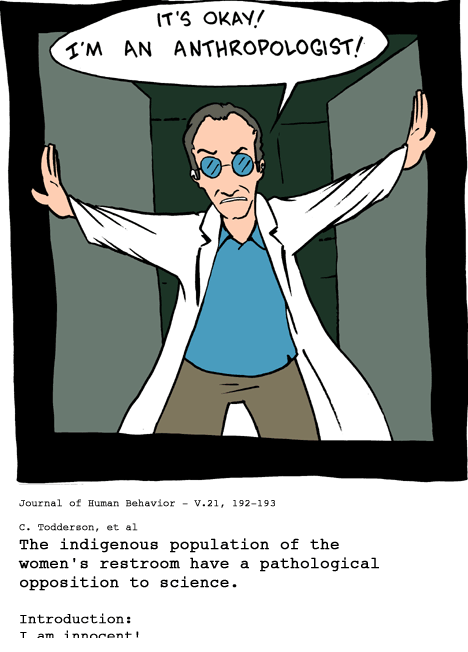 IT'S OKAY!
I'M AN ANTHROPOLOGIST!
Journal of Human Behavior - V.21, 192-193
C. Todderson, et al
The indigenous population of the
women's restroom have a pathological
opposition to science.
Introduction:
I am innocent!